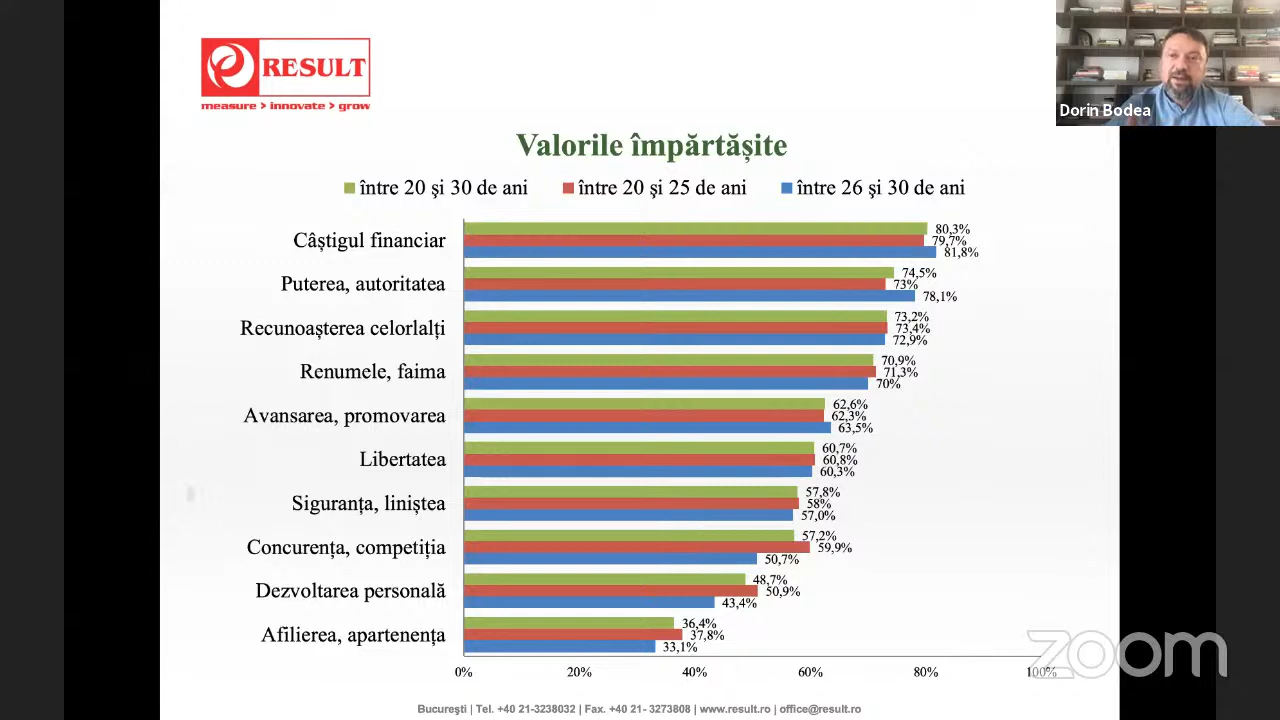 RESULT
measure > innovate > grow
Dorin Bodea
Valorile împărtășite
între 20 şi 30 de ani
între 20 şi 25 de ani
între 26 şi 30 de ani
Câștigul financiar
80,3%
79,7%
81,8%
Puterea, autoritatea
74,5%
73%
78,1%
Recunoașterea celorlalți
73,2%
73,4%
72,9%
Renumele, faima
70,9%
71,3%
70%
Avansarea, promovarea
62,6%
62,3%
63,5%
Libertatea
60,7%
60,8%
60,3%
Siguranța, liniștea
57,8%
58%
57,0%
Concurența, competiția
57,2%
59,9%
50,7%
Dezvoltarea personală
48,7%
50,9%
43,4%
Afilierea, apartenența
36,4%
37,8%
33,1%
0% 20% 40% 60% 80% 100%
zoom
Bucureşti | Tel. +40 21-3238032 | Fax. +40 21- 3273808 | www.result.ro | office@result.ro